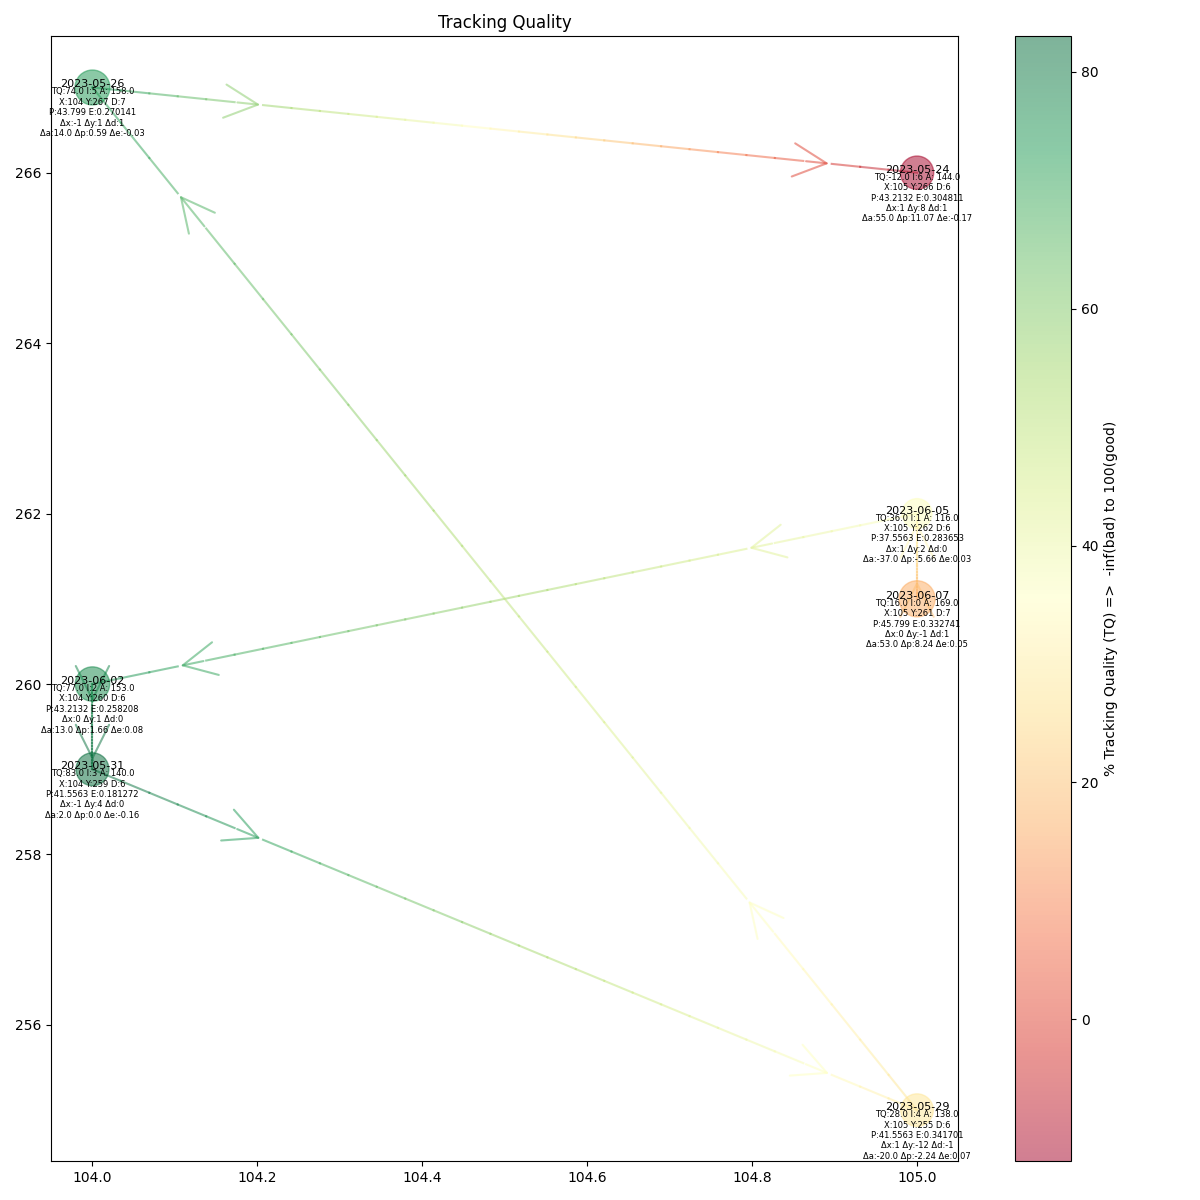 Tracking Quality
2023-05-26
TQ:74.0 I:5 A: 158.0
X:104 Y:267 D:7
P:43.799 E:0.270141
Δx:-1 Δy:1 Δd:1
Δa:14.0 Δp:0.59 Δe:-0.03
2023-05-24
TQ:-12.0 I:6 A: 144.0
X:105 Y:266 D:6
P:43.2132 E:0.304811
Δx:1 Δy:8 Δd:1
Δa:55.0 Δp:11.07 Δe:-0.17
2023-06-05
TQ:36.0 I:1 A: 116.0
X:105 Y:262 D:6
P:37.5563 E:0.283653
Δx:1 Δy:2 Δd:0
Δa:-37.0 Δp:-5.66 Δe:0.03
2023-06-07
TQ:16.0 I:0 A: 169.0
X:105 Y:261 D:7
P:45.799 E:0.332741
Δx:0 Δy:-1 Δd:1
Δa:53.0 Δp:8.24 Δe:0.05
2023-06-02
TQ:77.0 I:2 A: 153.0
X:104 Y:260 D:6
P:43.2132 E:0.258208
Δx:0 Δy:1 Δd:0
Δa:13.0 Δp:1.66 Δe:0.08
2023-05-31
TQ:83.0 I:3 A: 140.0
X:104 Y:259 D:6
P:41.5563 E:0.181272
Δx:-1 Δy:4 Δd:0
Δa:2.0 Δp:0.0 Δe:-0.16
2023-05-29
TQ:28.0 I:4 A: 138.0
X:105 Y:255 D:6
P:41.5563 E:0.341701
Δx:1 Δy:-12 Δd:-1
Δa:-20.0 Δp:-2.24 Δe:0.07
266
264
262
260
258
256
104.0 104.2 104.4 104.6 104.8 105.0
80
60
40
20
0
% Tracking Quality (TQ) => -inf(bad) to 100(good)